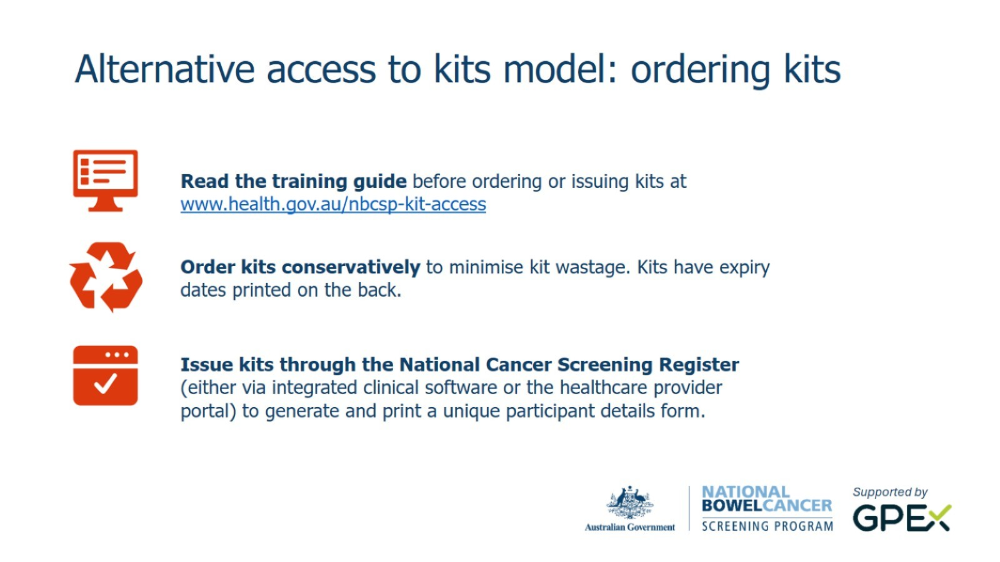 Alternative access to kits model: ordering kits
Read the training guide before ordering or issuing kits at
www.health.gov.au/nbcsp-kit-access
Order kits conservatively to minimise kit wastage. Kits have expiry
dates printed on the back.
Issue kits through the National Cancer Screening Register
(either via integrated clinical software or the healthcare provider
portal) to generate and print a unique participant details form.
Australian Government
NATIONAL
BOWELCANCER
SCREENING PROGRAM
Supported by
GPEX